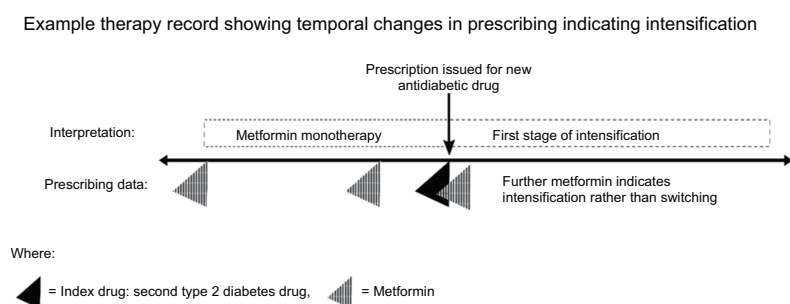 Example therapy record showing temporal changes in prescribing indicating intensification
Prescription issued for new
antidiabetic drug
Interpretation:
Metformin monotherapy
First stage of intensification
Prescribing data:
Further metformin indicates
intensification rather than switching
Where:
= Index drug: second type 2 diabetes drug,
= Metformin